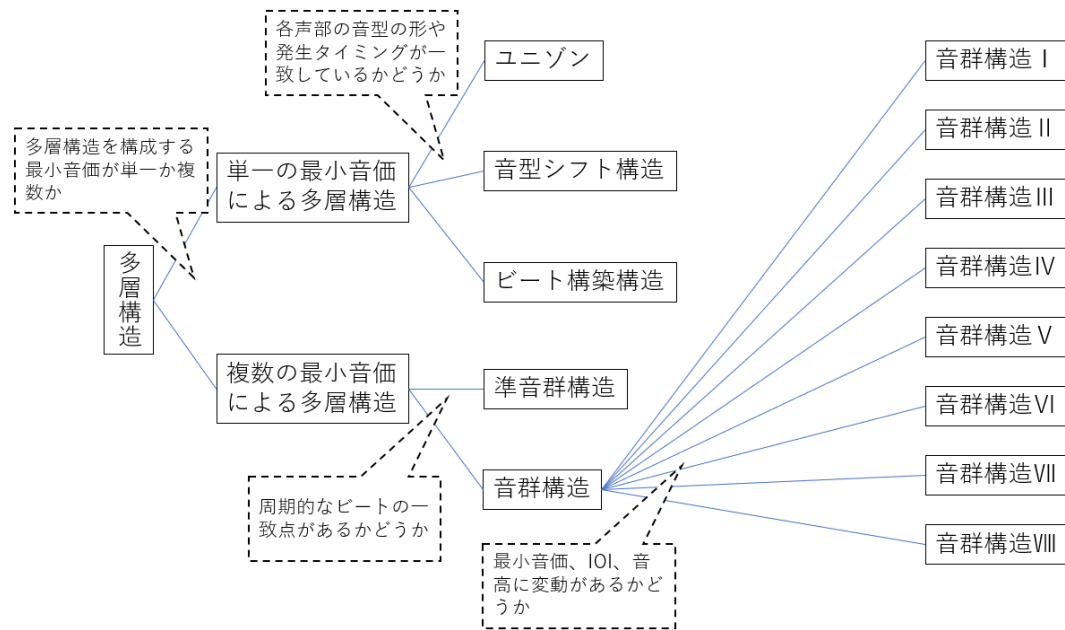 各声部の音型の形や
発生タイミングが一
致しているかどうか
ユニゾン
音群構造Ⅰ
多層構造を構成する
最小音価が単一か複
数か
単一の最小音価
による多層構造
音型シフト構造
音群構造Ⅱ
音群構造Ⅲ
多層構造
ビート構築構造
音群構造Ⅳ
音群構造Ⅴ
複数の最小音価
による多層構造
準音群構造
音群構造Ⅵ
周期的なビートの一
致点があるかどうか
音群構造
音群構造Ⅶ
最小音価、IOI、音
高に変動があるかど
うか
音群構造Ⅷ